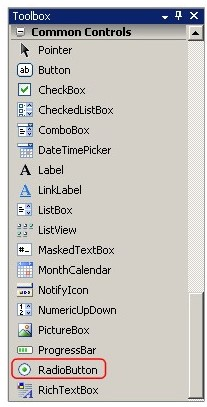 Toolbox
Common Controls
Pointer
ab Button
CheckBox
CheckedListBox
ComboBox
DateTimePicker
A Label
A LinkLabel
ListBox
ListView
#_ MaskedTextBox
MonthCalendar
NotifyIcon
NumericUpDown
PictureBox
ProgressBar
RadioButton
RichTextBox